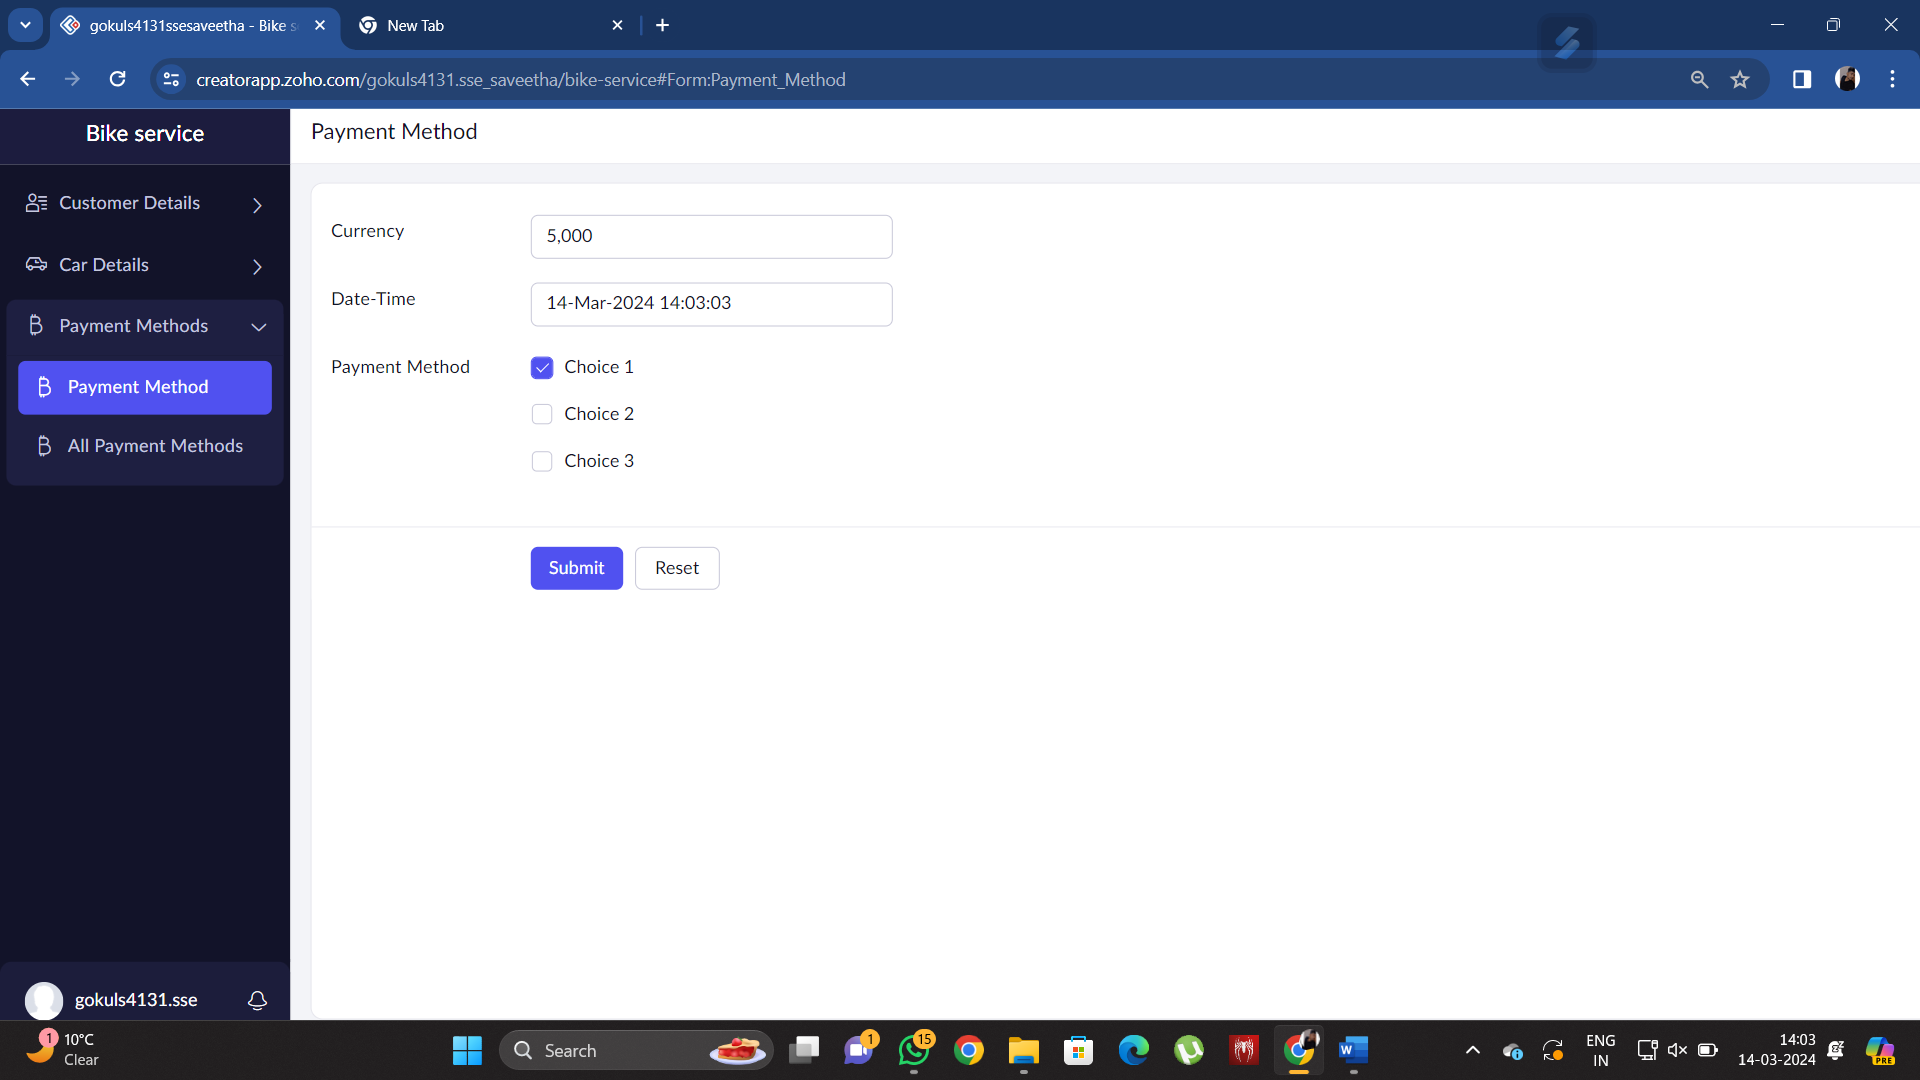 gokuls4131ssesaveetha - Bike s
New Tab
creatorapp.zoho.com/gokuls4131.sse_saveetha/bike-service#Form:Payment_Method
Bike service
Payment Method
Customer Details
Car Details
Payment Methods
Payment Method
All Payment Methods
Currency
5,000
Date-Time
14-Mar-2024 14:03:03
Payment Method
Choice 1
Choice 2
Choice 3
Submit
Reset
gokuls4131.sse
1
10°C
Clear
Search
1
15
W
ENG
IN
14:03
14-03-2024
PRE